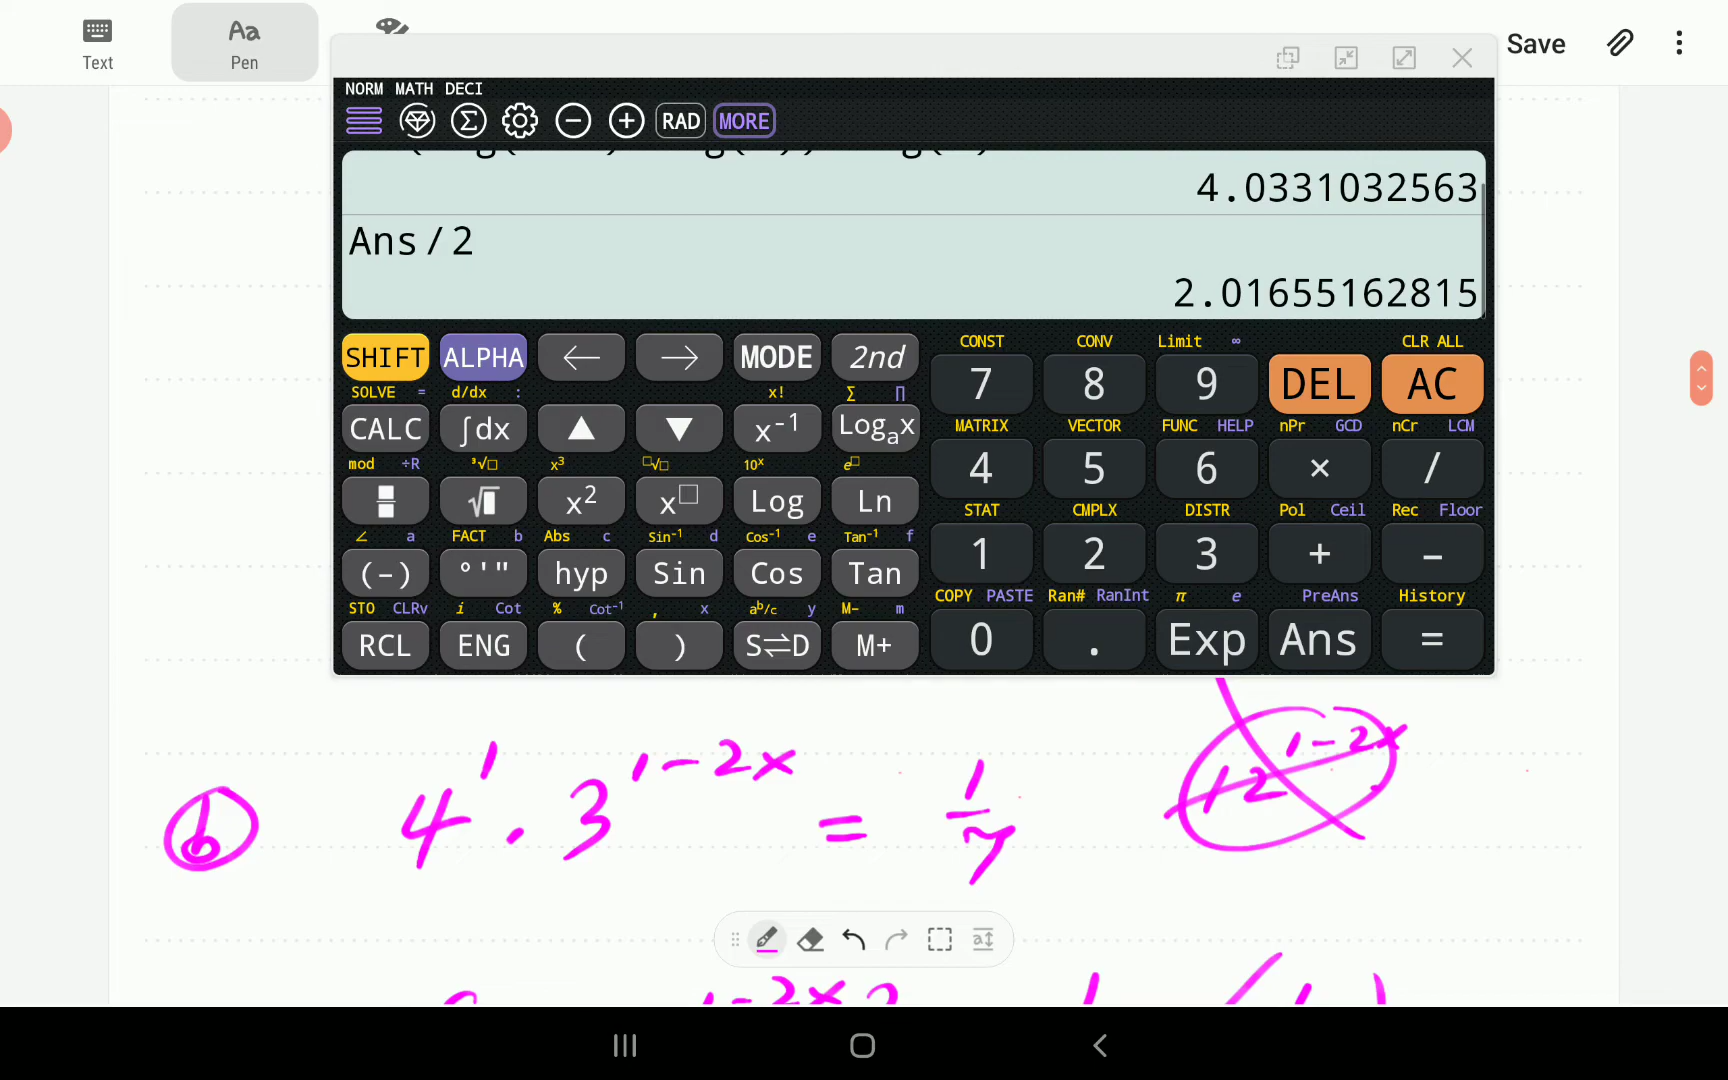 Text
Aa
Pen
Save
NORM MATH DECI
RAD MORE
4.0331032563
Ans/2
2.01655162815
SHIFT ALPHA ← → MODE 2nd
CONST CONV Limit ∞ CLR ALL
7 8 9 DEL AC
SOLVE = d/dx : x! ∑ ∏
CALC ∫dx ▲ ▼ x⁻¹ Logₐx
MATRIX VECTOR FUNC HELP nPr GCD nCr LCM
4 5 6 × /
mod ÷R ³√□ x³ □√□ 10ˣ e□
√ x² x□ Log Ln
STAT CMPLX DISTR Pol Ceil Rec Floor
1 2 3 + −
∠ a FACT b Abs c Sin⁻¹ d Cos⁻¹ e Tan⁻¹ f
(−) °'" hyp Sin Cos Tan
COPY PASTE Ran# RanInt π e PreAns History
0 . Exp Ans =
STO CLRv i Cot % Cot⁻¹ , x aᵇ/c y M− m
RCL ENG ( ) S⇌D M+
b 4¹ · 3^(1−2x) = 1/7 12^(1−2x)
1−2x